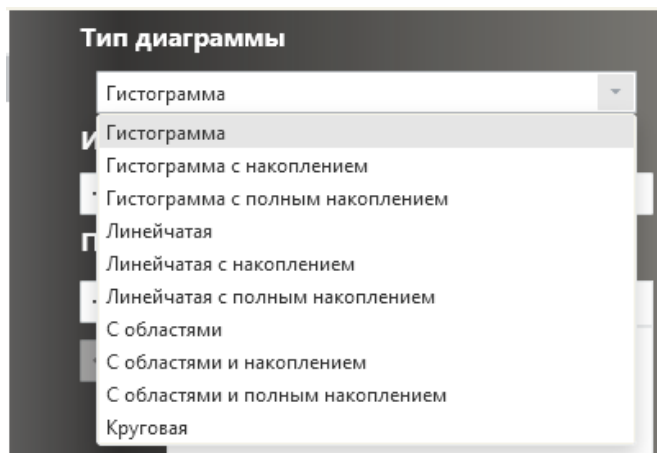 Тип диаграммы
Гистограмма
Гистограмма
Гистограмма с накоплением
Гистограмма с полным накоплением
Линейчатая
Линейчатая с накоплением
Линейчатая с полным накоплением
С областями
С областями и накоплением
С областями и полным накоплением
Круговая